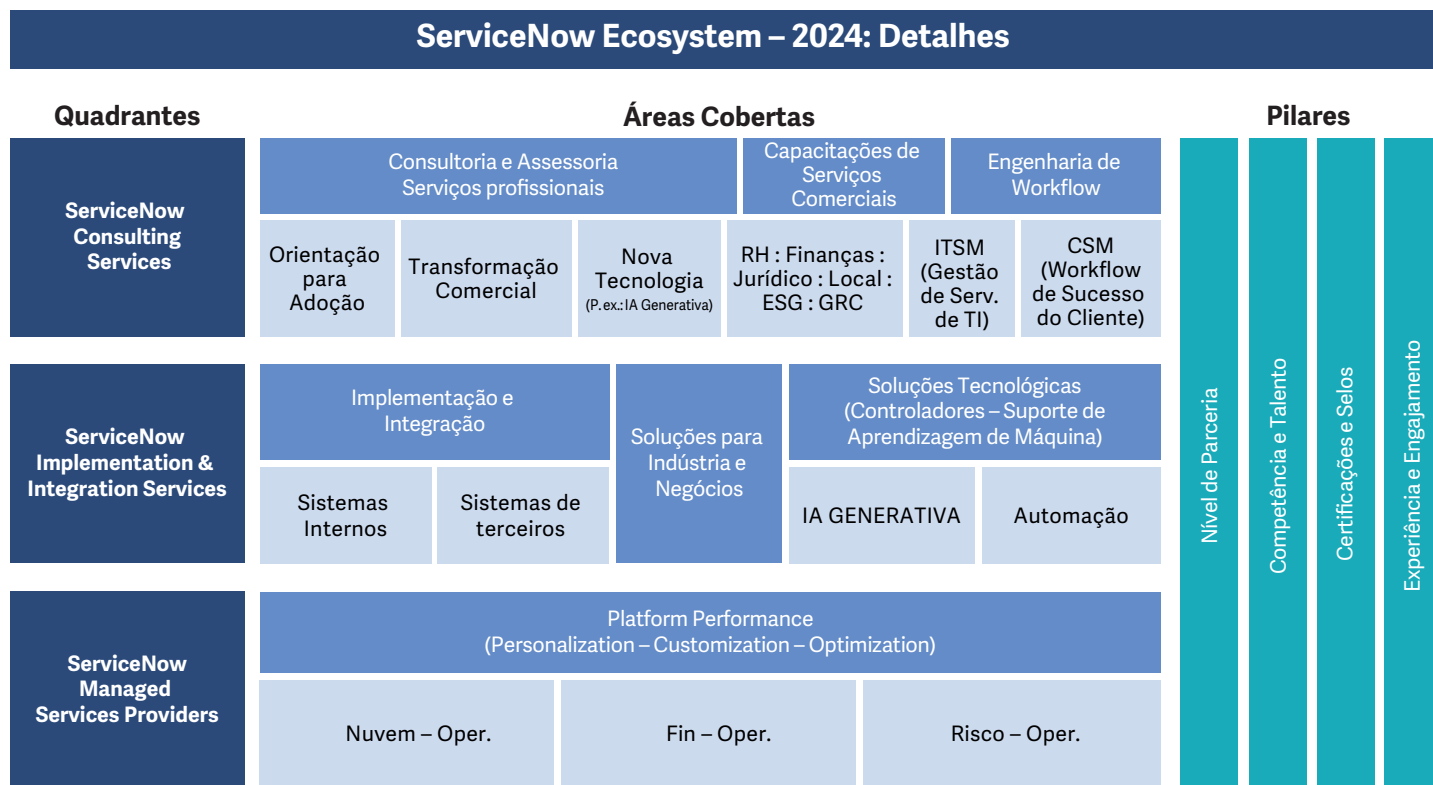 ServiceNow Ecosystem – 2024: Detalhes
Quadrantes
Áreas Cobertas
Pilares
ServiceNow
Consulting
Services
Consultoria e Assessoria
Serviços profissionais
Capacitações de
Serviços
Comerciais
Engenharia de
Workflow
Orientação
para
Adoção
Transformação
Comercial
Nova
Tecnologia
(P. ex.: IA Generativa)
RH : Finanças :
Jurídico : Local :
ESG : GRC
ITSM
(Gestão
de Serv.
de TI)
CSM
(Workflow
de Sucesso
do Cliente)
ServiceNow
Implementation &
Integration Services
Implementação e
Integração
Soluções para
Indústria e
Negócios
Soluções Tecnológicas
(Controladores – Suporte de
Aprendizagem de Máquina)
Sistemas
Internos
Sistemas de
terceiros
IA GENERATIVA
Automação
ServiceNow
Managed
Services Providers
Platform Performance
(Personalization – Customization – Optimization)
Nuvem – Oper.
Fin – Oper.
Risco – Oper.
Nível de Parceria
Competência e Talento
Certificações e Selos
Experiência e Engajamento